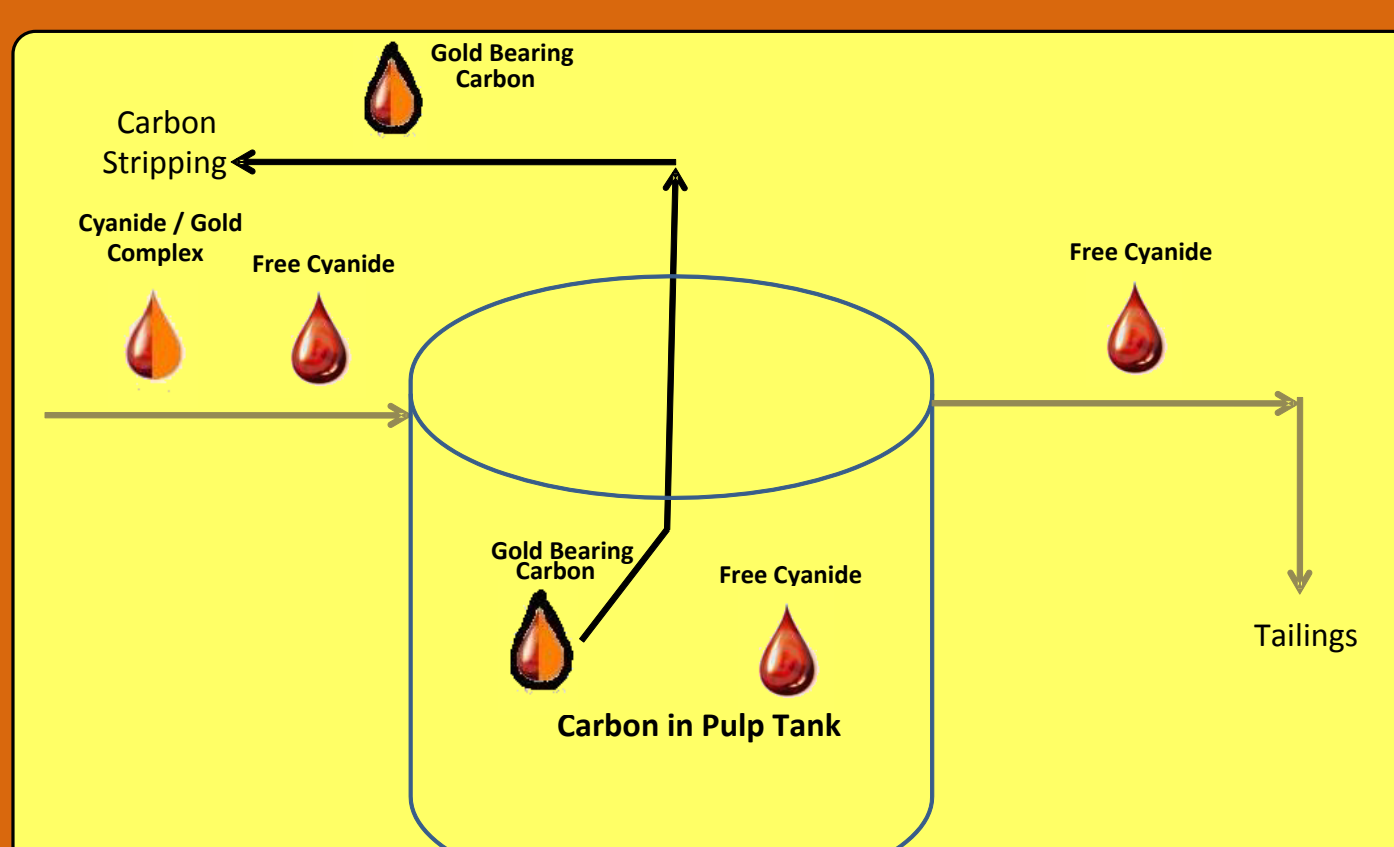 Gold Bearing
Carbon
Carbon
Stripping
Cyanide / Gold
Complex
Free Cyanide
Free Cyanide
Gold Bearing
Carbon
Free Cyanide
Tailings
Carbon in Pulp Tank